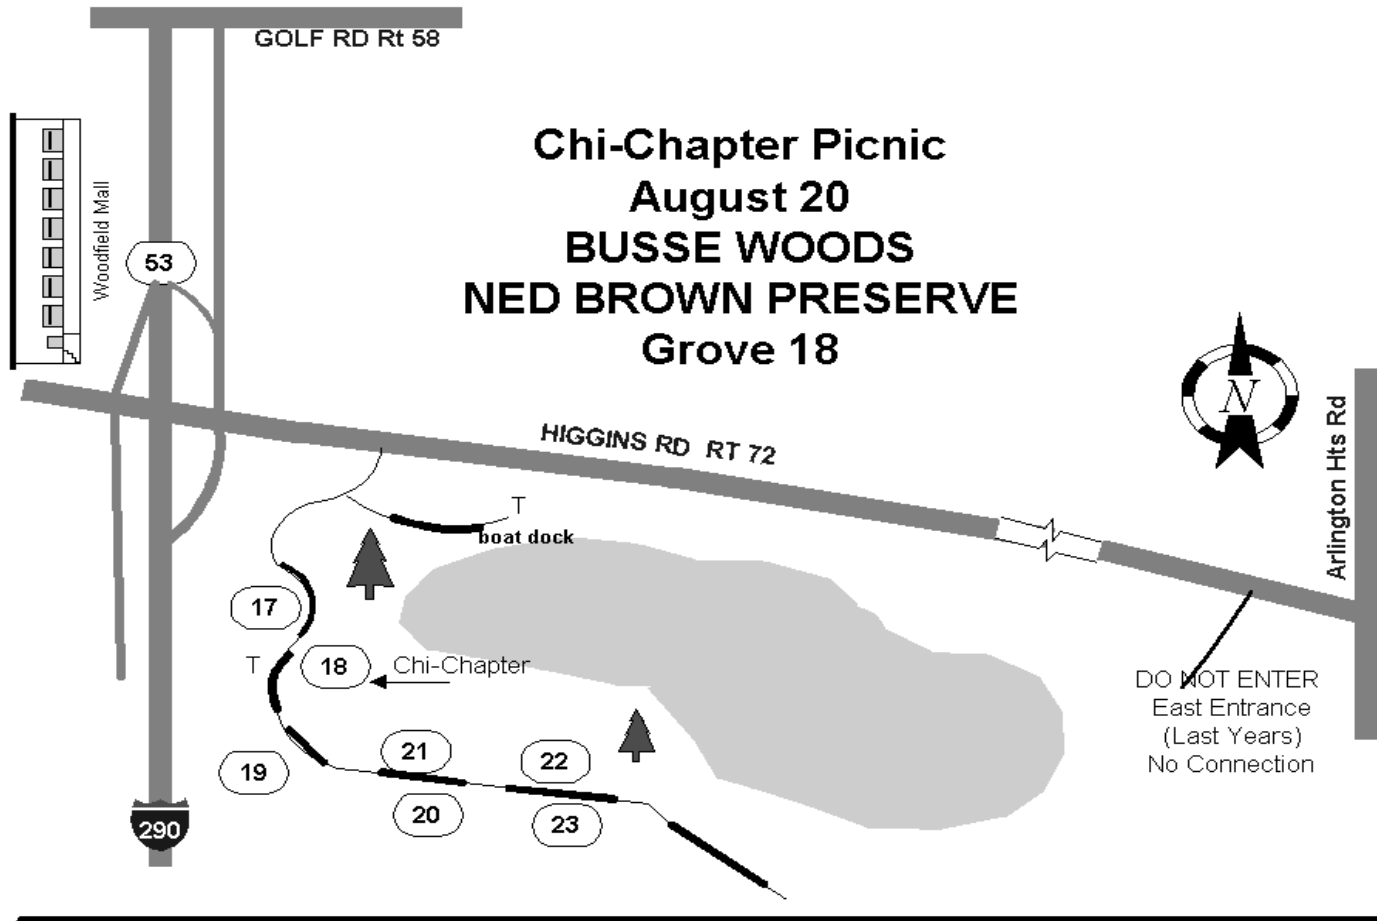 GOLF RD Rt 58
Chi-Chapter Picnic
August 20
BUSSE WOODS
NED BROWN PRESERVE
Grove 18
Woodfield Mall
53
N
Arlington Hts Rd
HIGGINS RD RT 72
T
boat dock
17
T
18
Chi-Chapter
DO NOT ENTER
East Entrance
(Last Years)
No Connection
21
22
19
20
23
290